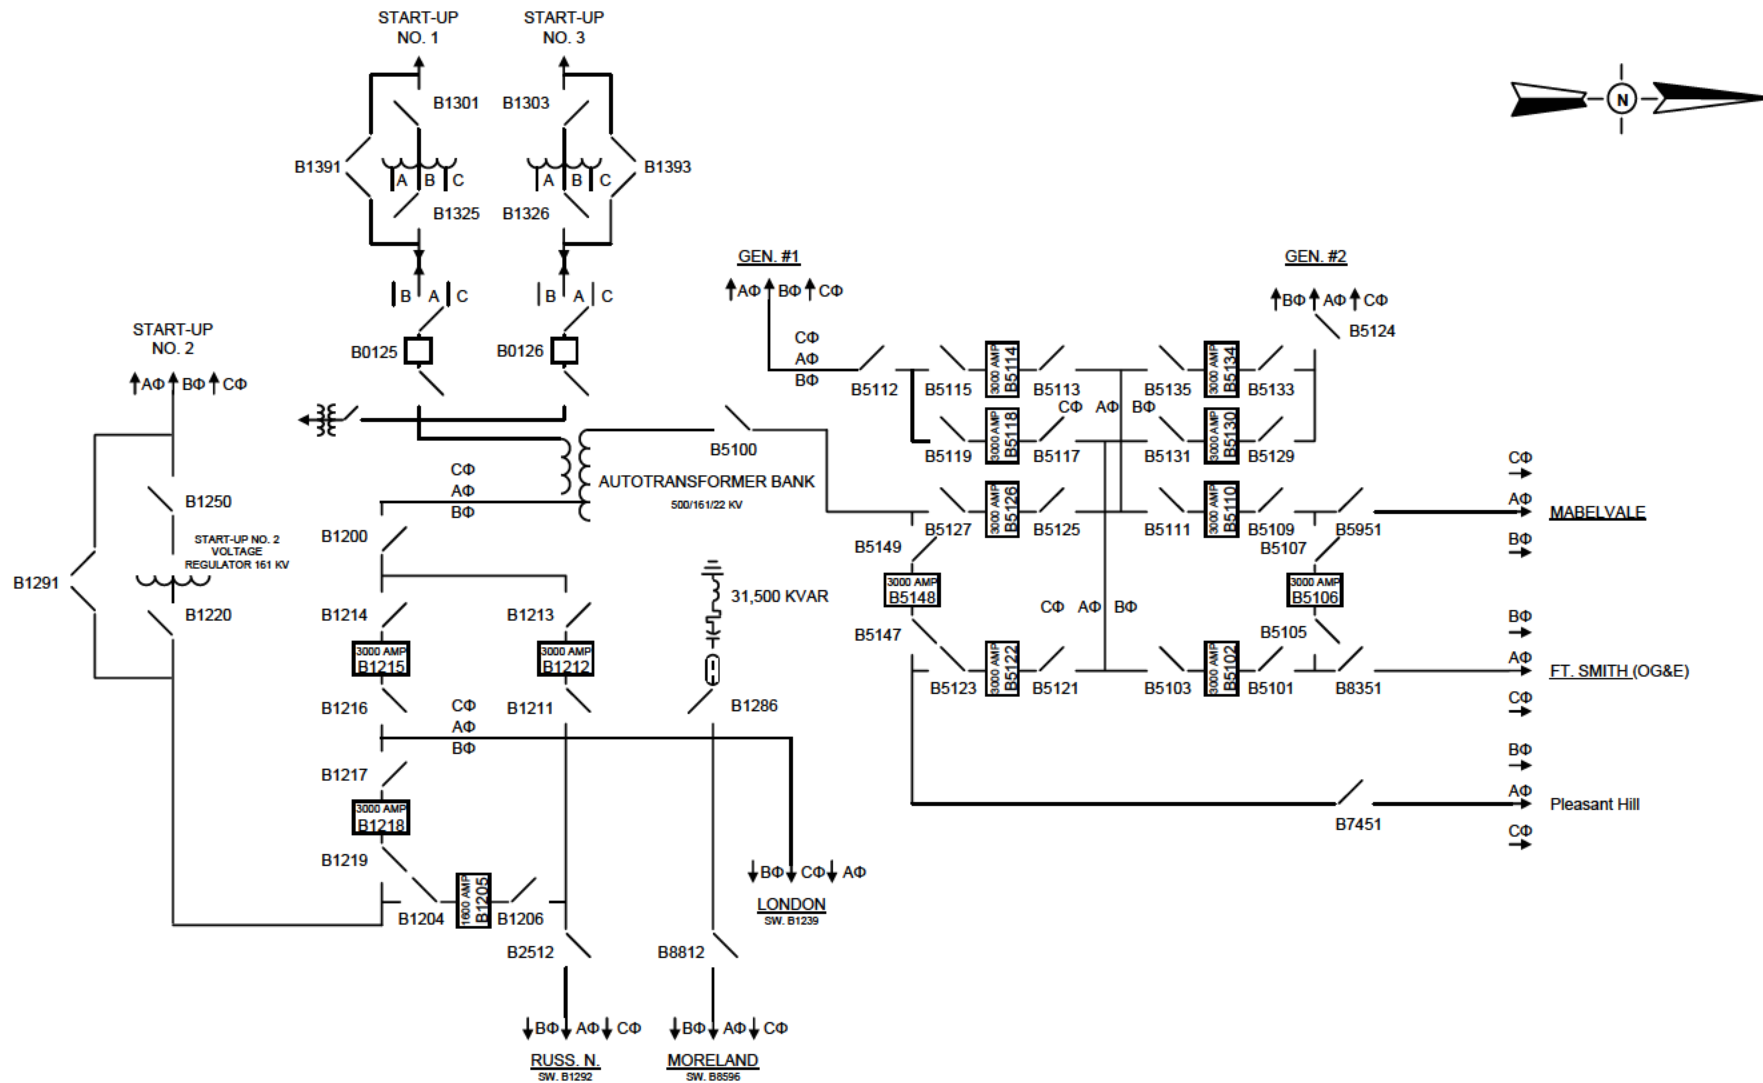 START-UP
NO. 1
START-UP
NO. 3
B1301
B1303
N
B1391
B1393
A B C
A B C
B1325
B1326
GEN. #1
GEN. #2
B A C
B A C
AΦ BΦ CΦ
BΦ AΦ CΦ
START-UP
NO. 2
B0125
B0126
CΦ
AΦ
BΦ
B5124
AΦ BΦ CΦ
B5112
B5115
3000 AMP
B5114
B5113
B5135
3000 AMP
B5134
B5133
CΦ AΦ BΦ
B5100
B5119
3000 AMP
B5118
B5117
B5131
3000 AMP
B5130
B5129
CΦ
AΦ
BΦ
AUTOTRANSFORMER BANK
500/161/22 KV
CΦ
AΦ
MABELVALE
BΦ
B1250
B5127
3000 AMP
B5126
B5125
B5111
3000 AMP
B5110
B5109
B5951
START-UP NO. 2
VOLTAGE
REGULATOR 161 KV
B1200
B5149
B5107
B1291
B1220
B1214
B1213
31,500 KVAR
3000 AMP
B5148
CΦ AΦ BΦ
3000 AMP
B5106
B5147
B5105
BΦ
AΦ
FT. SMITH (OG&E)
CΦ
3000 AMP
B1215
3000 AMP
B1212
B5123
3000 AMP
B5122
B5121
B5103
3000 AMP
B5102
B5101
B8351
B1216
CΦ
AΦ
BΦ
B1211
B1286
B1217
3000 AMP
B1218
BΦ
AΦ
Pleasant Hill
CΦ
B7451
B1219
BΦ CΦ AΦ
LONDON
SW. B1239
B1204
1600 AMP
B1205
B1206
B2512
B8812
BΦ AΦ CΦ
RUSS. N.
SW. B1292
BΦ AΦ CΦ
MORELAND
SW. B8596